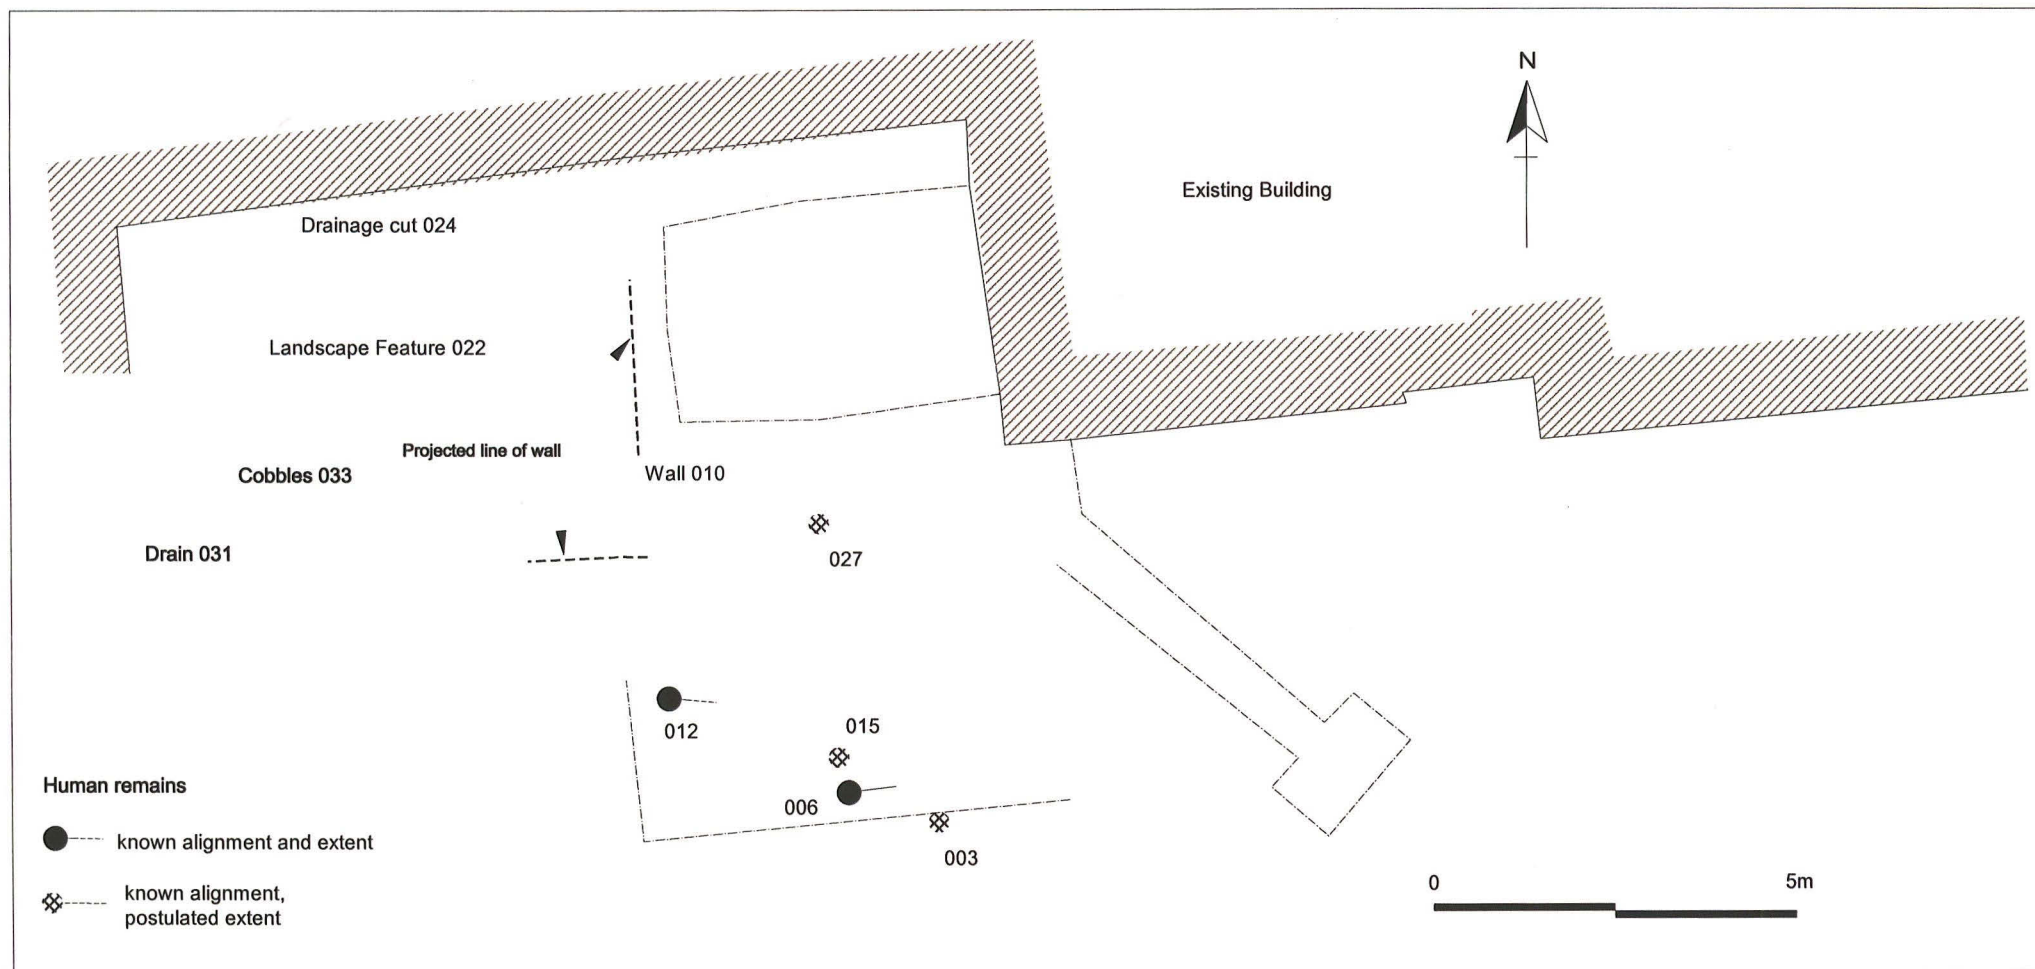 N
Existing Building
Drainage cut 024
Landscape Feature 022
Projected line of wall
Cobbles 033
Wall 010
Drain 031
027
012
015
006
003
Human remains
known alignment and extent
known alignment,
postulated extent
0
5m